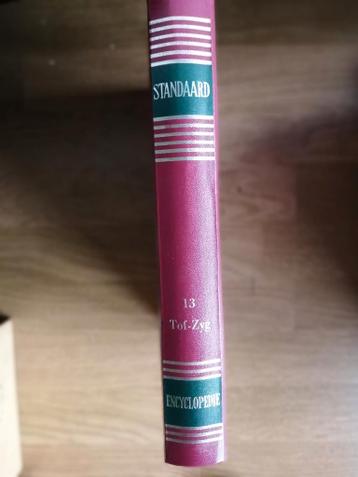 STANDAARD
13
Tof-Zyg
ENCYCLOPEDIE